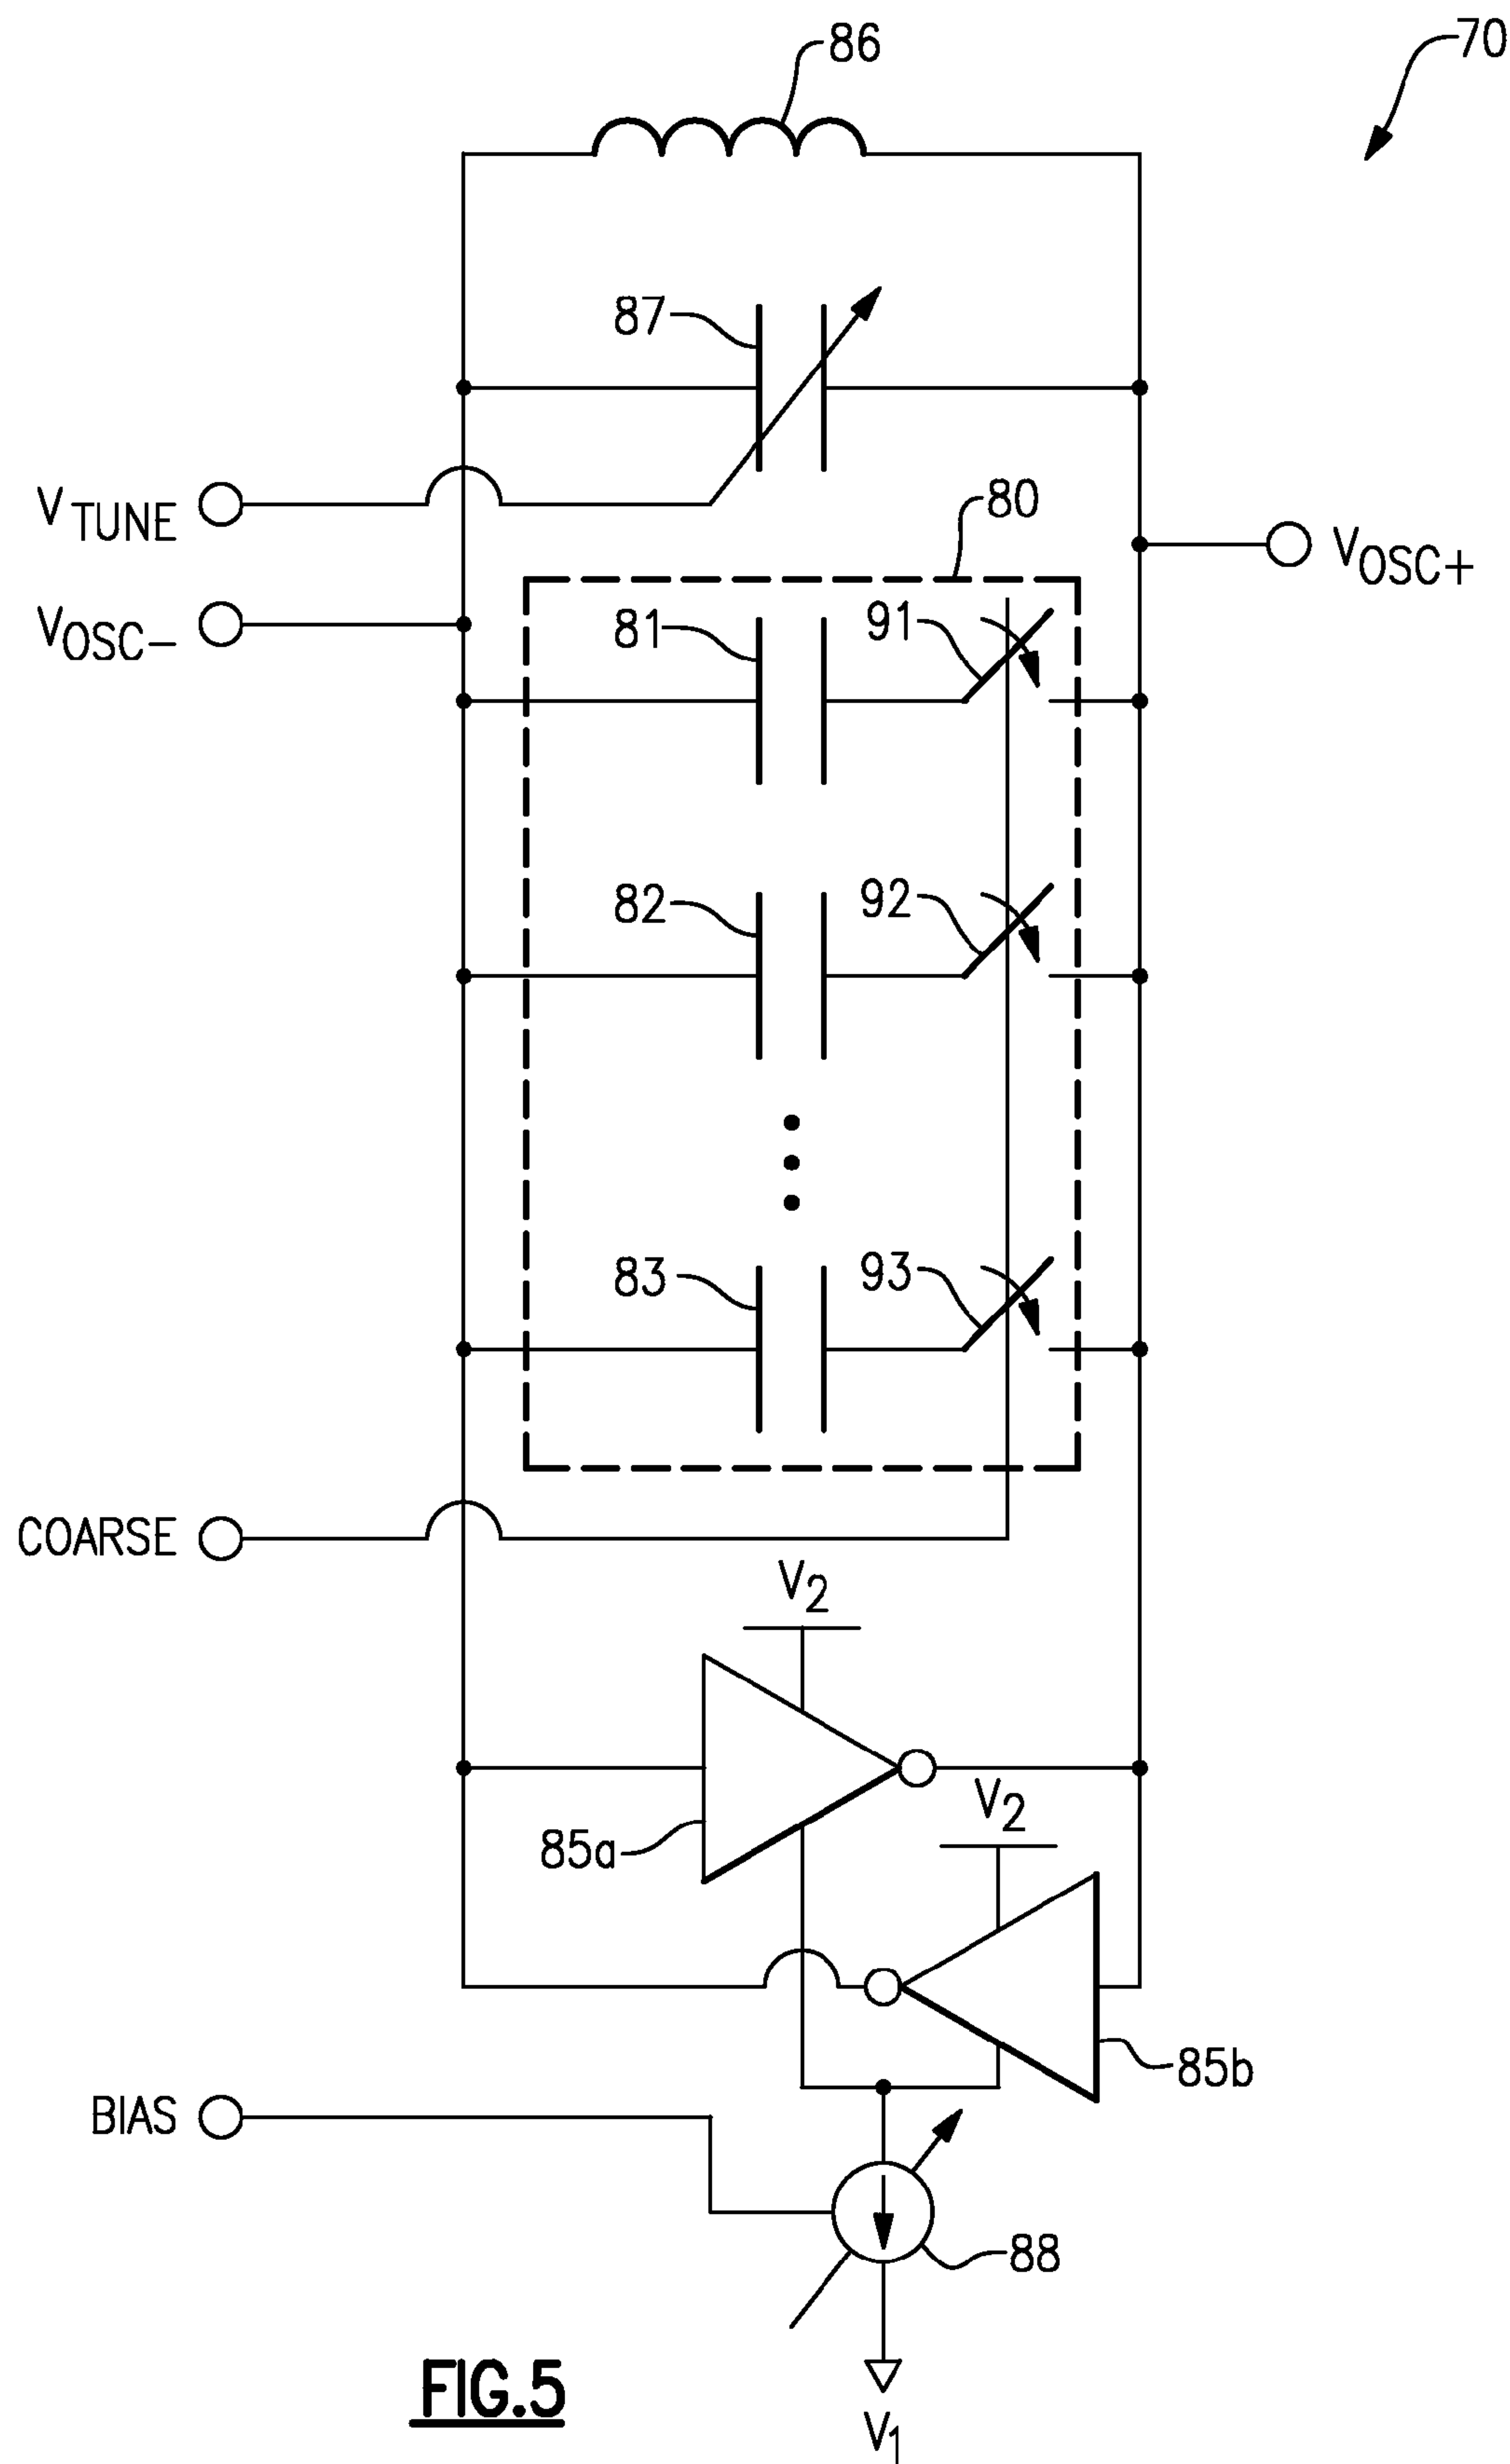 86
70
87
VTUNE
80
VOSC+
VOSC-
81
91
82
92
83
93
COARSE
V2
V2
85a
85b
BIAS
88
FIG.5
V1